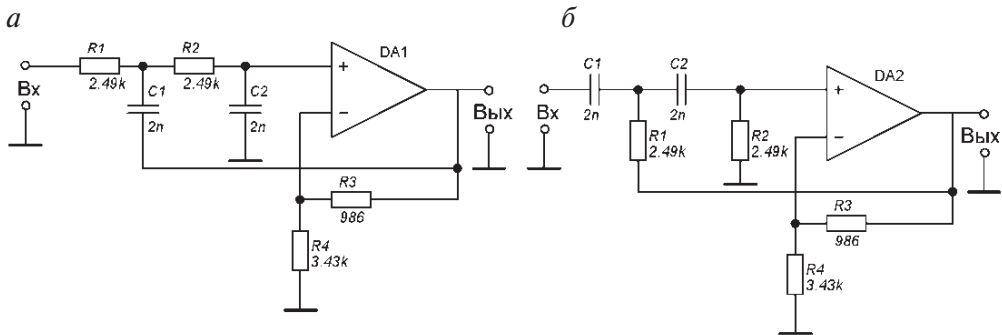 а
R1
2.49k
R2
2.49k
DA1
Вх
C1
2n
C2
2n
+
−
Вых
R3
986
R4
3.43k
б
C1
2n
C2
2n
DA2
Вх
R1
2.49k
R2
2.49k
+
−
Вых
R3
986
R4
3.43k